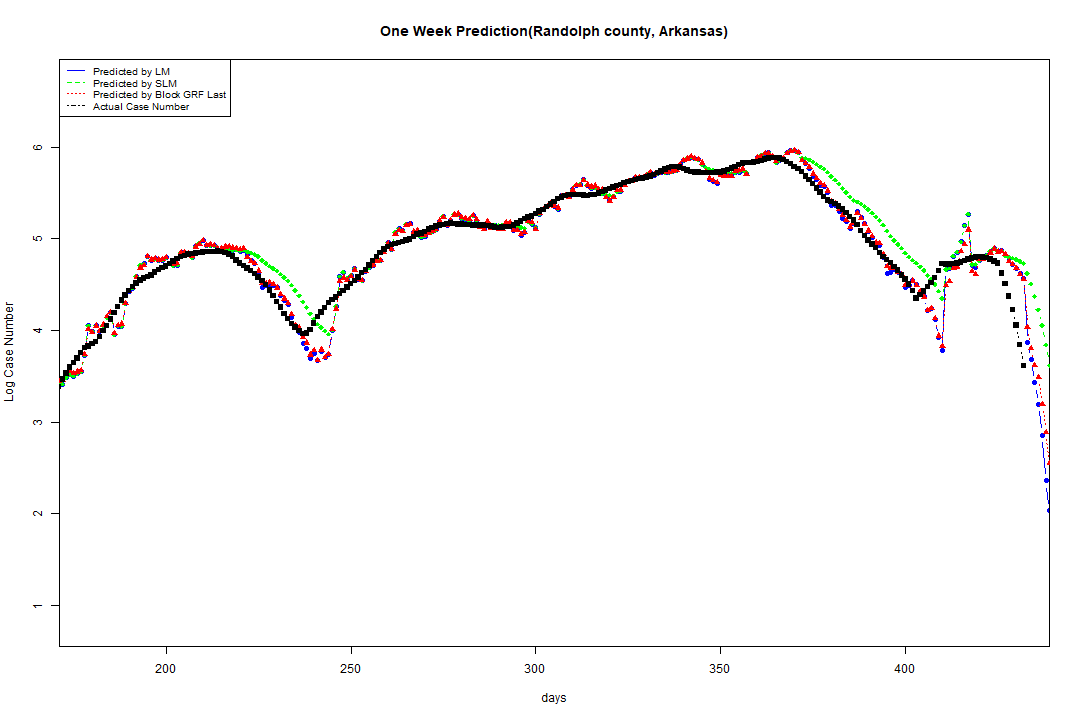 One Week Prediction(Randolph county, Arkansas)
Predicted by LM
Predicted by SLM
Predicted by Block GRF Last
Actual Case Number
Log Case Number
6
5
4
3
2
1
200 250 300 350 400
days